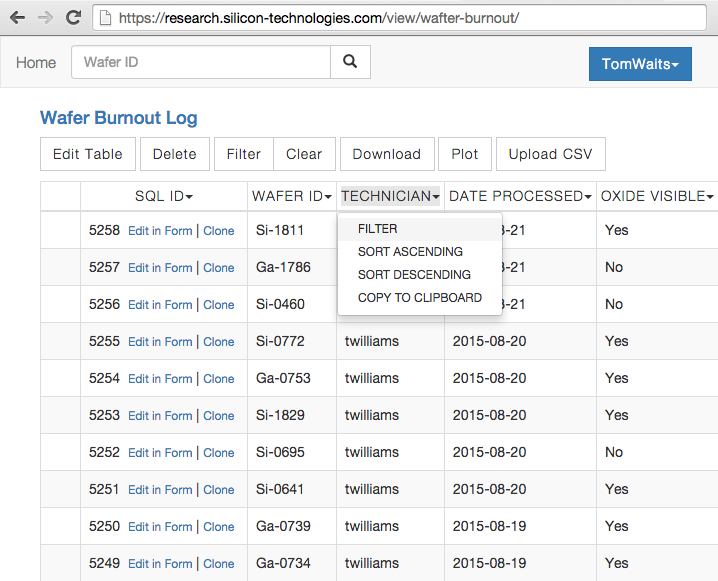 https://research.silicon-technologies.com/view/wafter-burnout/
Home Wafer ID TomWaits
Wafer Burnout Log
Edit Table Delete Filter Clear Download Plot Upload CSV
SQL ID WAFER ID TECHNICIAN DATE PROCESSED OXIDE VISIBLE
5258 Edit in Form | Clone Si-1811 8-21 Yes
FILTER
SORT ASCENDING
5257 Edit in Form | Clone Ga-1786 8-21 No
SORT DESCENDING
COPY TO CLIPBOARD
5256 Edit in Form | Clone Si-0460 8-21 No
5255 Edit in Form | Clone Si-0772 twilliams 2015-08-20 Yes
5254 Edit in Form | Clone Ga-0753 twilliams 2015-08-20 Yes
5253 Edit in Form | Clone Si-1829 twilliams 2015-08-20 Yes
5252 Edit in Form | Clone Si-0695 twilliams 2015-08-20 No
5251 Edit in Form | Clone Si-0641 twilliams 2015-08-20 Yes
5250 Edit in Form | Clone Ga-0739 twilliams 2015-08-19 Yes
5249 Edit in Form | Clone Ga-0734 twilliams 2015-08-19 Yes